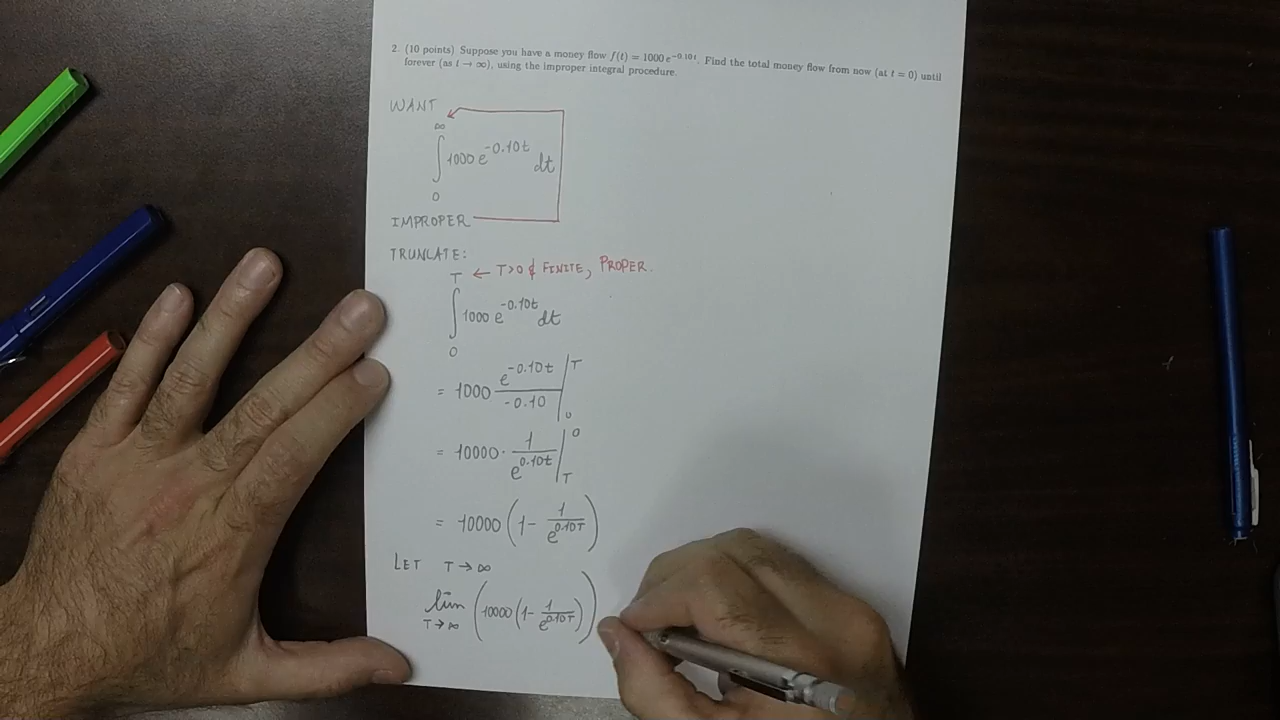 2. (10 points) Suppose you have a money flow f(t) = 1000 e^{-0.10 t}. Find the total money flow from now (at t = 0) until
forever (as t → ∞), using the improper integral procedure.
WANT
∫_0^∞ 1000 e^{-0.10t} dt
IMPROPER
TRUNCATE:
T ← T>0 & FINITE, PROPER.
∫_0^T 1000 e^{-0.10t} dt
= 1000 e^{-0.10t}/-0.10 |_0^T
= 10000 · 1/e^{0.10t} |_T^0
= 10000 (1 - 1/e^{0.10T})
LET T → ∞
lim_{T→∞} (10000 (1 - 1/e^{0.10T}))